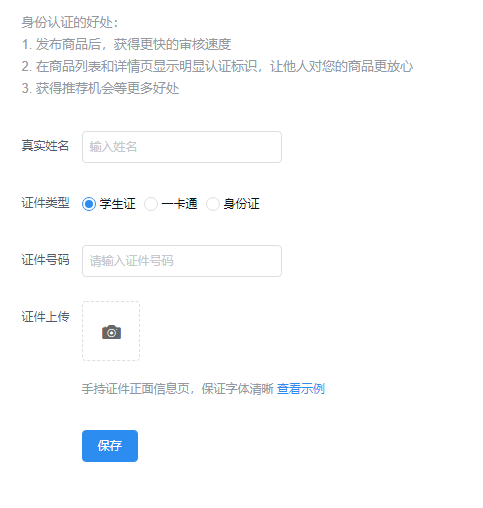 身份认证的好处：
1. 发布商品后，获得更快的审核速度
2. 在商品列表和详情页显示明显认证标识，让他人对您的商品更放心
3. 获得推荐机会等更多好处
真实姓名 输入姓名
证件类型 学生证 一卡通 身份证
证件号码 请输入证件号码
证件上传
手持证件正面信息页，保证字体清晰 查看示例
保存